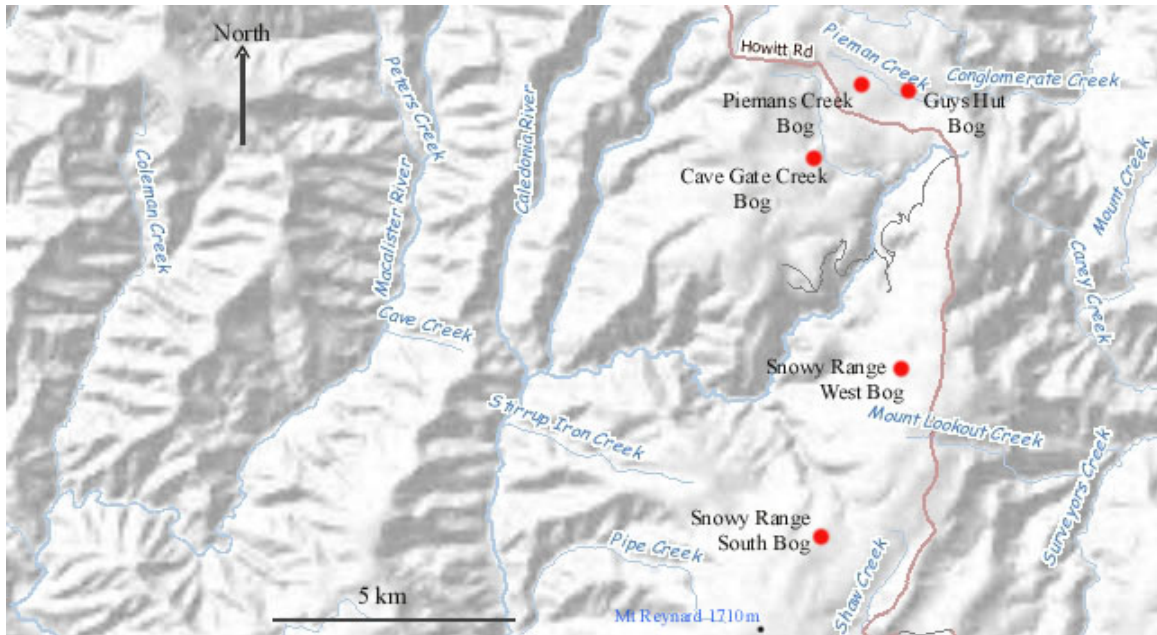 North
Howitt Rd
Pieman Creek
Conglomerate Creek
Peters Creek
Piemans Creek
Bog
Guys Hut
Bog
Caledonia River
Coleman Creek
Cave Gate Creek
Bog
Mount Creek
Macalister River
Carey Creek
Cave Creek
Snowy Range
West Bog
Stirrup Iron Creek
Mount Lookout Creek
Surveyors Creek
Snowy Range
South Bog
Pipe Creek
Shaw Creek
5 km
Mt Reynard 1710m